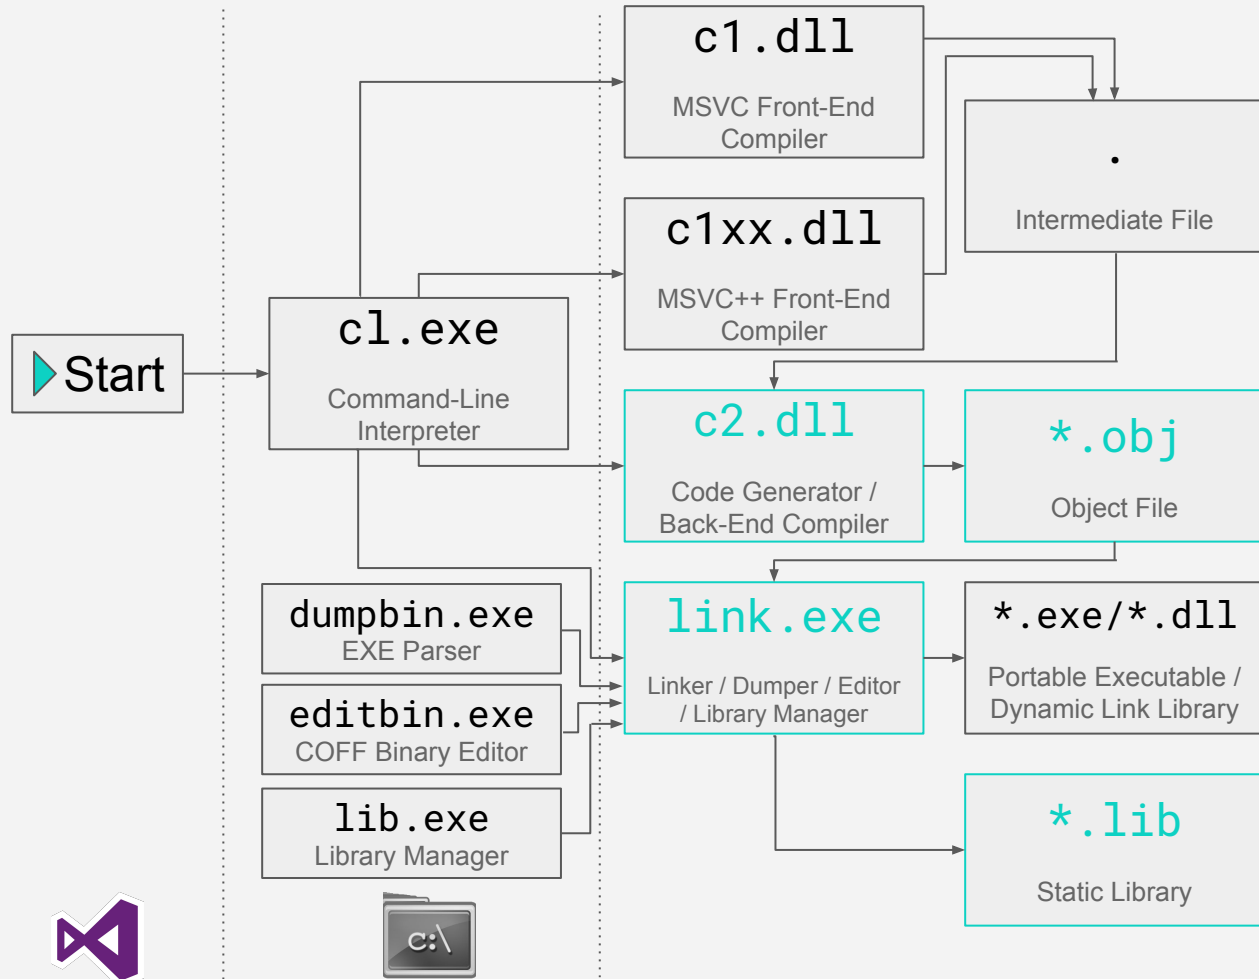 c1.dll
MSVC Front-End
Compiler
.
Intermediate File
c1xx.dll
MSVC++ Front-End
Compiler
Start
cl.exe
Command-Line
Interpreter
c2.dll
Code Generator /
Back-End Compiler
*.obj
Object File
dumpbin.exe
EXE Parser
editbin.exe
COFF Binary Editor
lib.exe
Library Manager
link.exe
Linker / Dumper / Editor
/ Library Manager
*.exe/*.dll
Portable Executable /
Dynamic Link Library
*.lib
Static Library
c:\